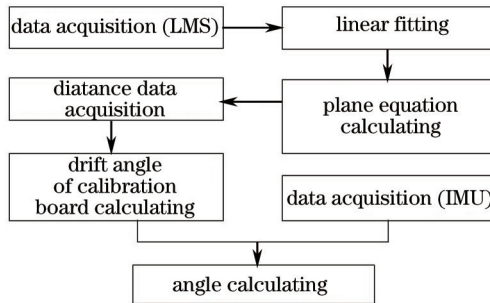 data acquisition (LMS)
linear fitting
diatance data
acquisition
plane equation
calculating
drift angle
of calibration
board calculating
data acquisition (IMU)
angle calculating